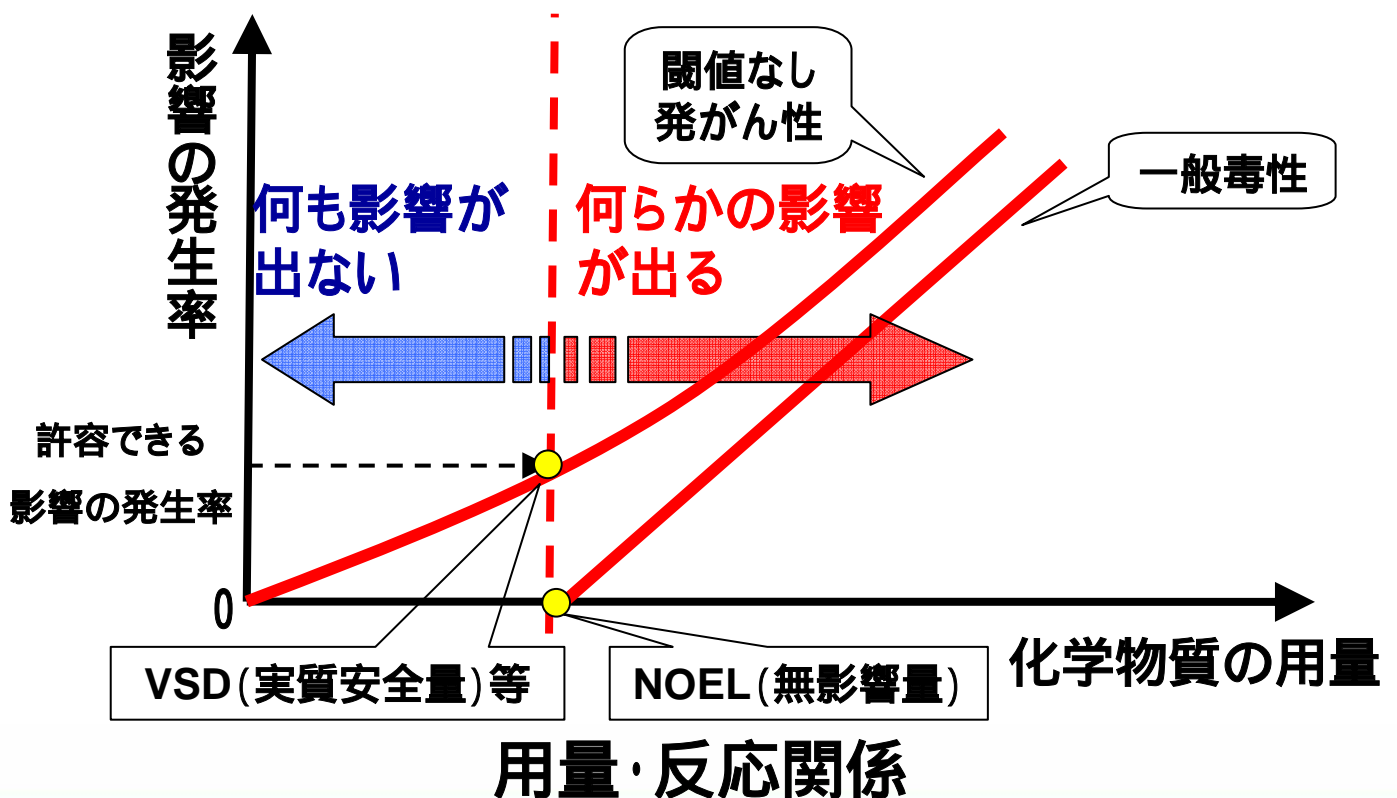 影響の発生率
閾値なし
発がん性
一般毒性
何も影響が
出ない
何らかの影響
が出る
許容できる
影響の発生率
0
VSD(実質安全量)等
NOEL(無影響量)
化学物質の用量
用量・反応関係